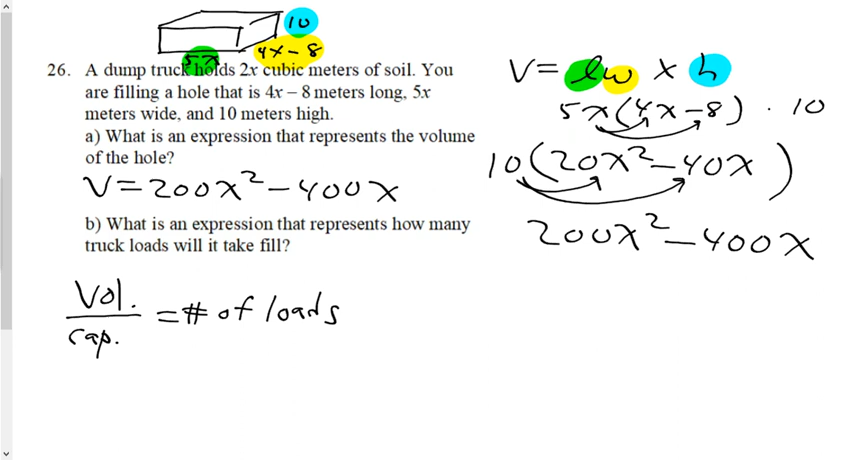 10
5x
4x - 8
26. A dump truck holds 2x cubic meters of soil. You
are filling a hole that is 4x – 8 meters long, 5x
meters wide, and 10 meters high.
a) What is an expression that represents the volume
of the hole?
V = 200x² - 400x
b) What is an expression that represents how many
truck loads will it take fill?
Vol.
cap.
= # of loads
V = lw x h
5x(4x - 8) · 10
10(20x² - 40x)
200x² - 400x